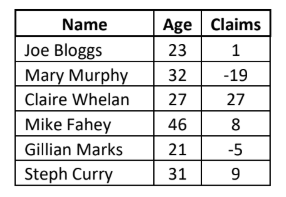 Name Age Claims
Joe Bloggs 23 1
Mary Murphy 32 -19
Claire Whelan 27 27
Mike Fahey 46 8
Gillian Marks 21 -5
Steph Curry 31 9